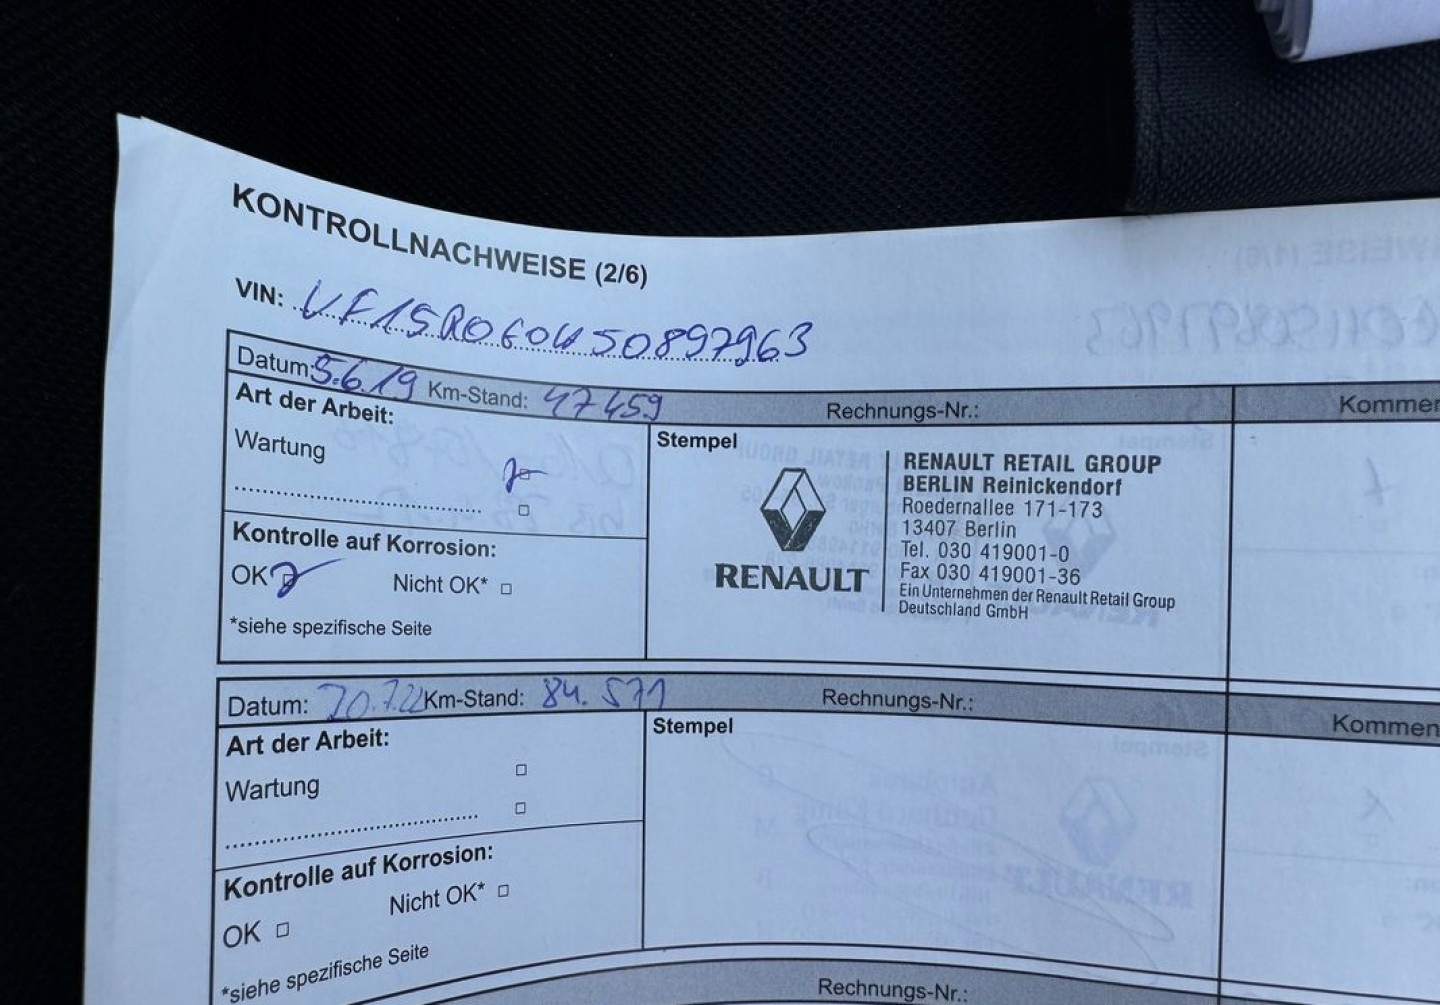 KONTROLLNACHWEISE (2/6)
VIN: VF15R060450897963
Datum: 5.6.19 Km-Stand: 47459 Rechnungs-Nr.: Kommen
Art der Arbeit:
Wartung
Kontrolle auf Korrosion:
OK Nicht OK*
*siehe spezifische Seite
Stempel
RENAULT
RENAULT RETAIL GROUP
BERLIN Reinickendorf
Roedernallee 171-173
13407 Berlin
Tel. 030 419001-0
Fax 030 419001-36
Ein Unternehmen der Renault Retail Group
Deutschland GmbH
Datum: 20.7.22 Km-Stand: 84.571 Rechnungs-Nr.: Kommen
Art der Arbeit:
Wartung
Kontrolle auf Korrosion:
OK Nicht OK*
*siehe spezifische Seite
Stempel
Rechnungs-Nr.: